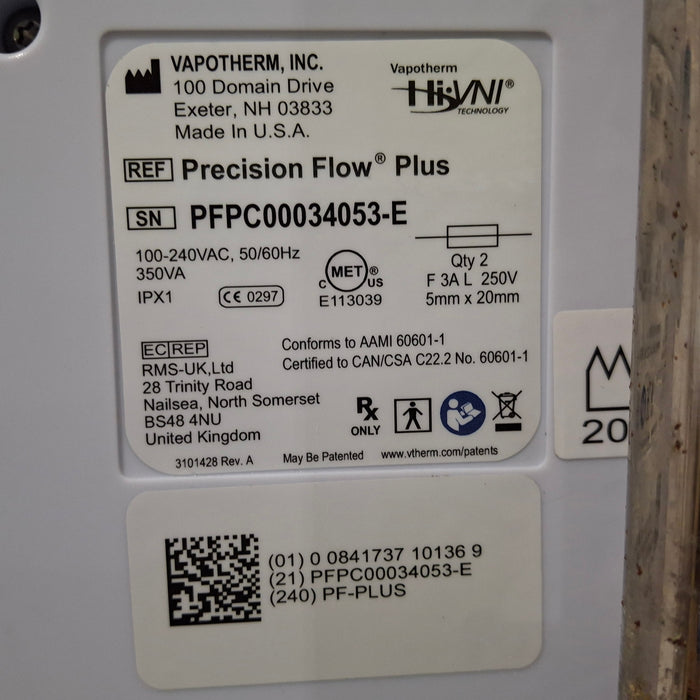 VAPOTHERM, INC.
100 Domain Drive
Exeter, NH 03833
Made In U.S.A.
Vapotherm
Hi-VNI®
TECHNOLOGY
REF Precision Flow® Plus
SN PFPC00034053-E
100-240VAC, 50/60Hz
350VA
IPX1
CE 0297
C MET® US
E113039
Qty 2
F 3A L 250V
5mm x 20mm
EC REP
RMS-UK,Ltd
28 Trinity Road
Nailsea, North Somerset
BS48 4NU
United Kingdom
Conforms to AAMI 60601-1
Certified to CAN/CSA C22.2 No. 60601-1
Rx
ONLY
3101428 Rev. A
May Be Patented
www.vtherm.com/patents
20
(01) 0 0841737 10136 9
(21) PFPC00034053-E
(240) PF-PLUS